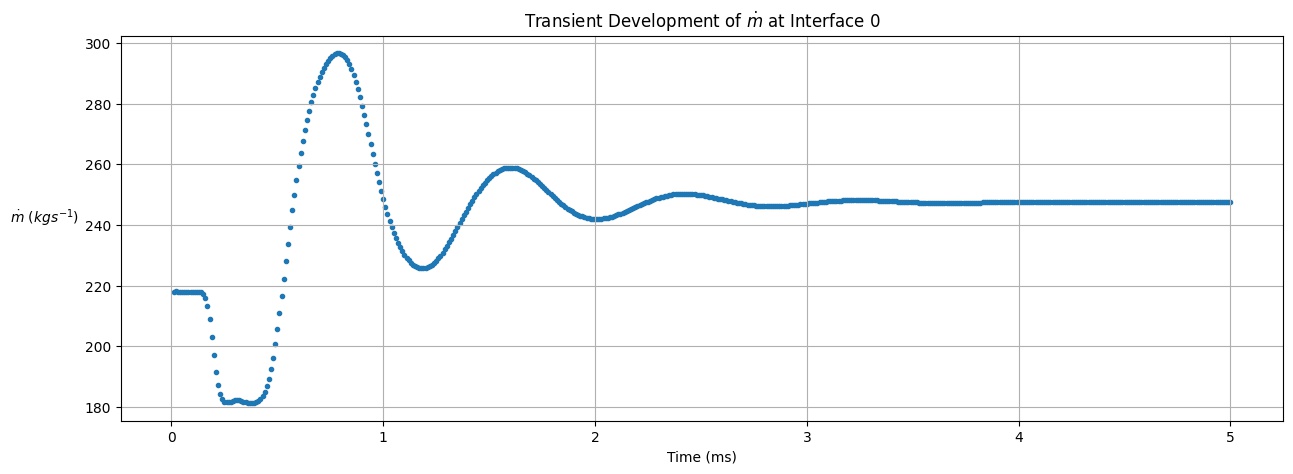 Transient Development of ṁ at Interface 0
300
280
260
240
220
200
180
ṁ (kgs⁻¹)
0 1 2 3 4 5
Time (ms)